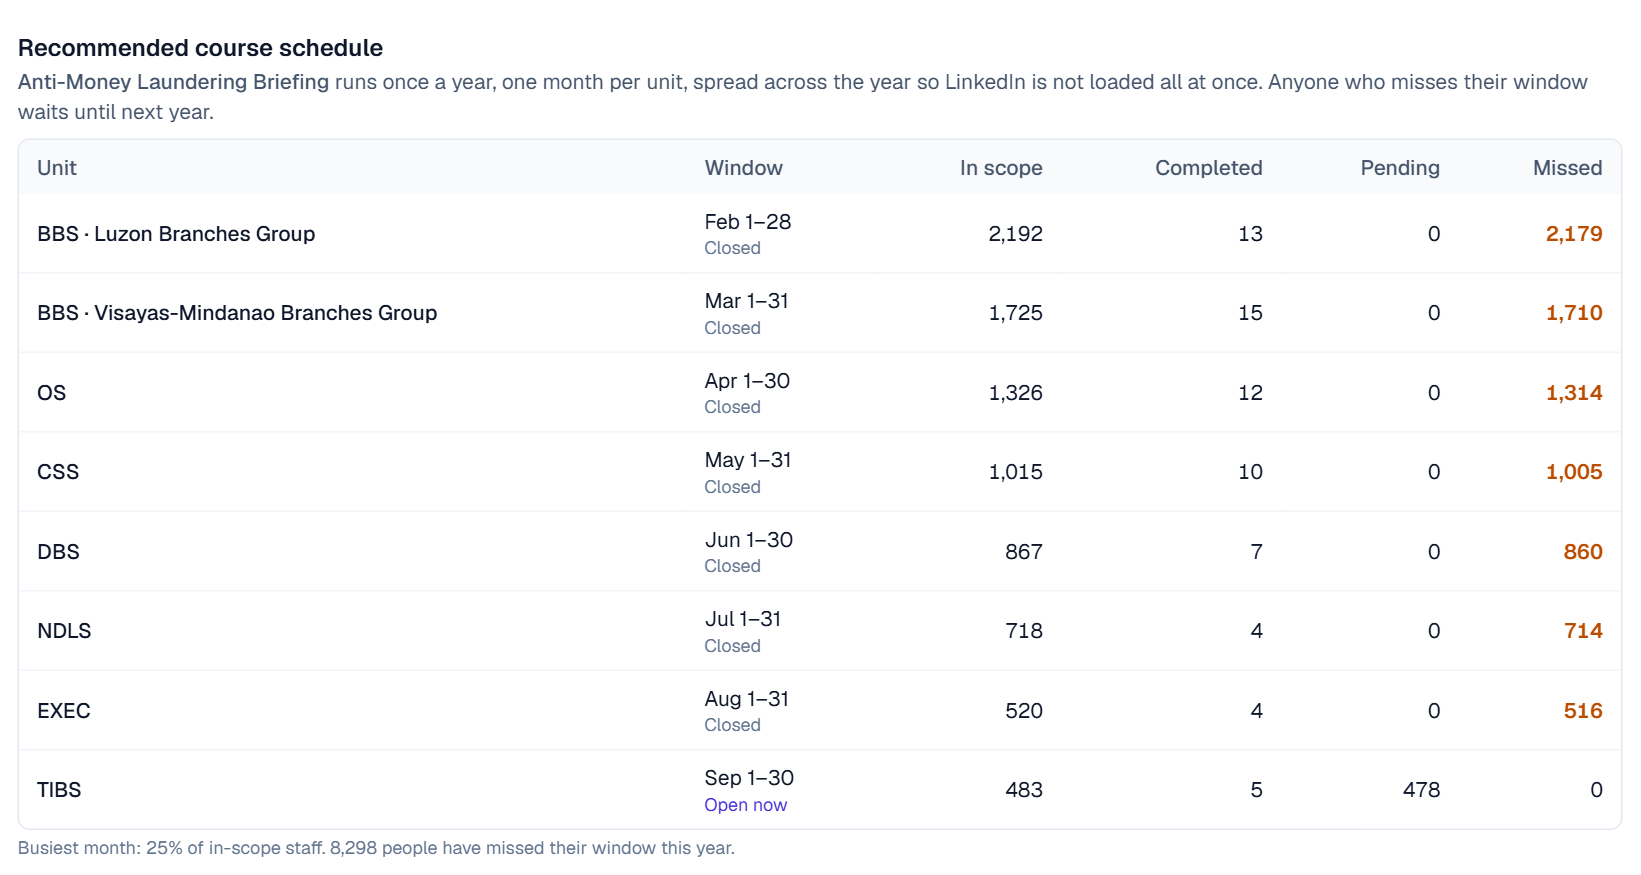 Recommended course schedule
Anti-Money Laundering Briefing runs once a year, one month per unit, spread across the year so LinkedIn is not loaded all at once. Anyone who misses their window
waits until next year.
Unit Window In scope Completed Pending Missed
BBS · Luzon Branches Group Feb 1–28 2,192 13 0 2,179
Closed
BBS · Visayas-Mindanao Branches Group Mar 1–31 1,725 15 0 1,710
Closed
OS Apr 1–30 1,326 12 0 1,314
Closed
CSS May 1–31 1,015 10 0 1,005
Closed
DBS Jun 1–30 867 7 0 860
Closed
NDLS Jul 1–31 718 4 0 714
Closed
EXEC Aug 1–31 520 4 0 516
Closed
TIBS Sep 1–30 483 5 478 0
Open now
Busiest month: 25% of in-scope staff. 8,298 people have missed their window this year.